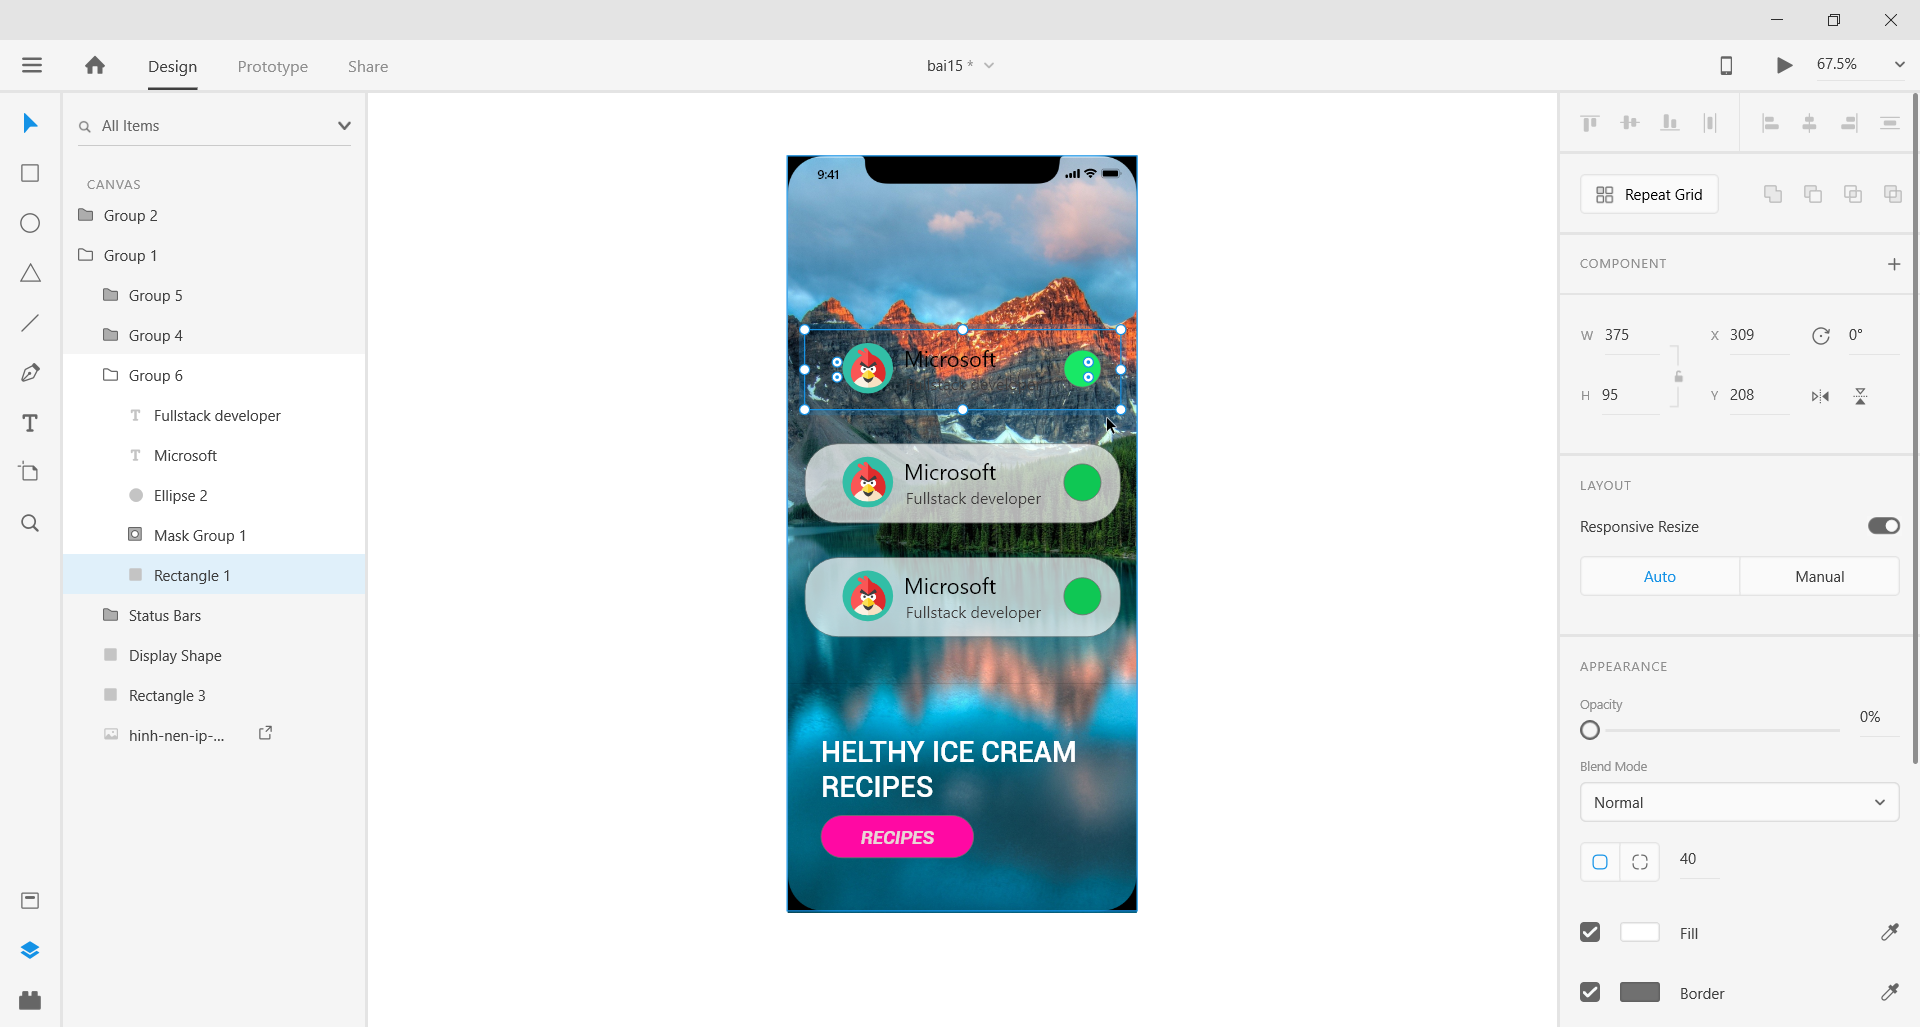 Design
Prototype
Share
bai15 *
67.5%
All Items
CANVAS
Group 2
Group 1
Group 5
Group 4
Group 6
Fullstack developer
Microsoft
Ellipse 2
Mask Group 1
Rectangle 1
Status Bars
Display Shape
Rectangle 3
hinh-nen-ip-...
9:41
Microsoft
Fullstack developer
Microsoft
Fullstack developer
Microsoft
Fullstack developer
HELTHY ICE CREAM
RECIPES
RECIPES
Repeat Grid
COMPONENT
W 375
X 309
0°
H 95
Y 208
LAYOUT
Responsive Resize
Auto
Manual
APPEARANCE
Opacity
0%
Blend Mode
Normal
40
Fill
Border